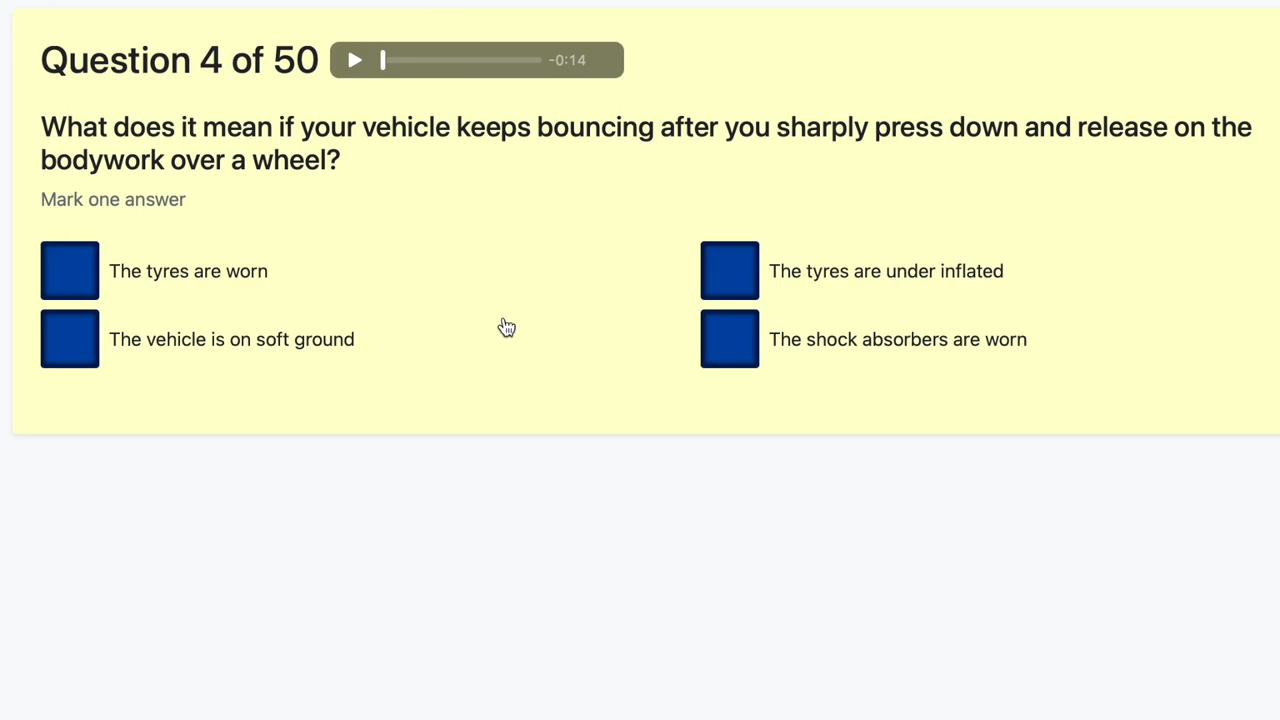 Question 4 of 50
-0:14
What does it mean if your vehicle keeps bouncing after you sharply press down and release on the
bodywork over a wheel?
Mark one answer
The tyres are worn
The tyres are under inflated
The vehicle is on soft ground
The shock absorbers are worn